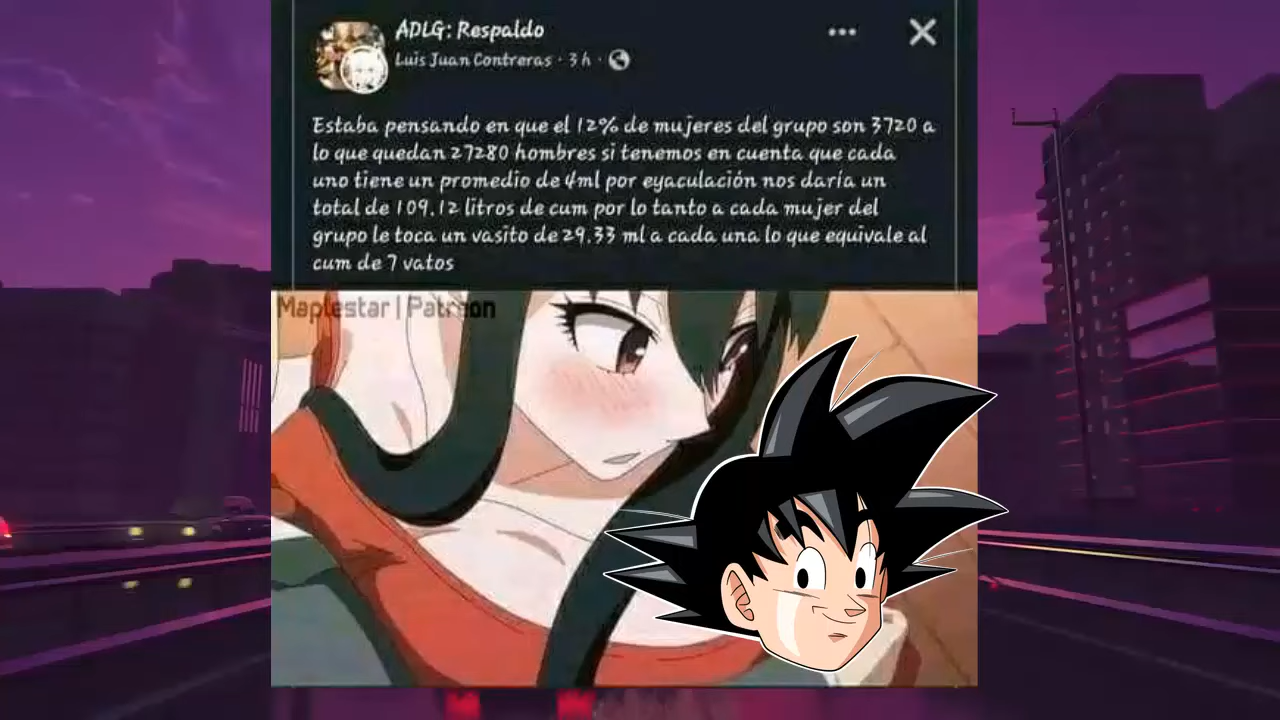 ADLG: Respaldo
Luis Juan Contreras · 3 h ·
Estaba pensando en que el 12% de mujeres del grupo son 3720 a
lo que quedan 27280 hombres si tenemos en cuenta que cada
uno tiene un promedio de 4ml por eyaculación nos daría un
total de 109.12 litros de cum por lo tanto a cada mujer del
grupo le toca un vasito de 29.33 ml a cada una lo que equivale al
cum de 7 vatos
Maplestar | Patreon